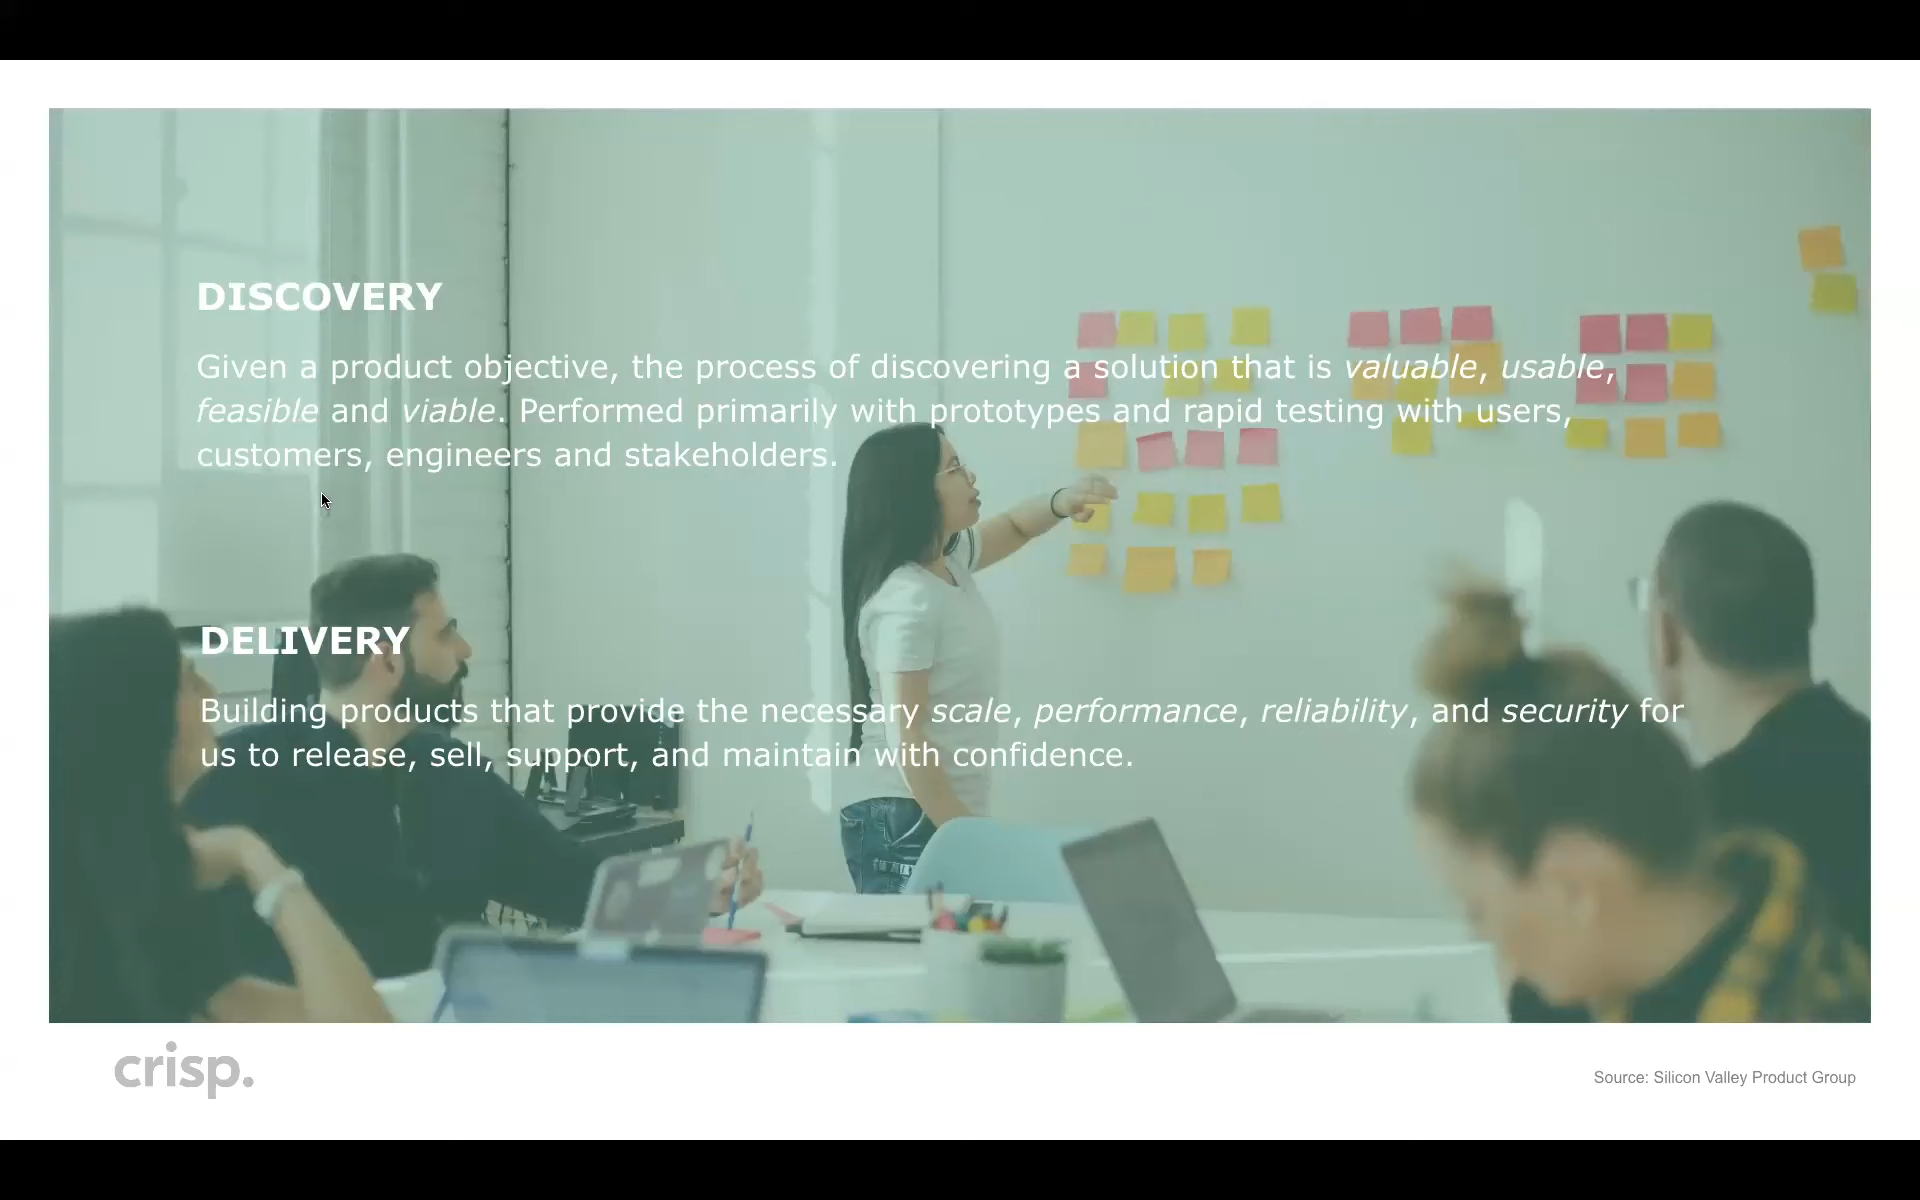 DISCOVERY
Given a product objective, the process of discovering a solution that is valuable, usable,
feasible and viable. Performed primarily with prototypes and rapid testing with users,
customers, engineers and stakeholders.
DELIVERY
Building products that provide the necessary scale, performance, reliability, and security for
us to release, sell, support, and maintain with confidence.
crisp.
Source: Silicon Valley Product Group